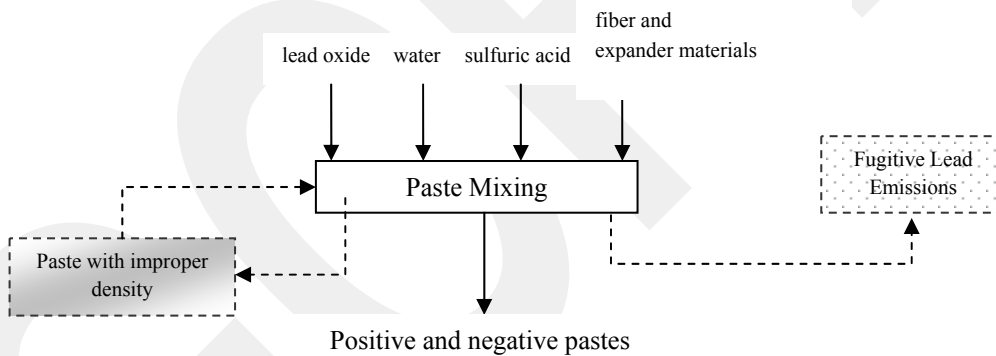 fiber and
expander materials
lead oxide water sulfuric acid
Paste Mixing
Fugitive Lead
Emissions
Paste with improper
density
Positive and negative pastes